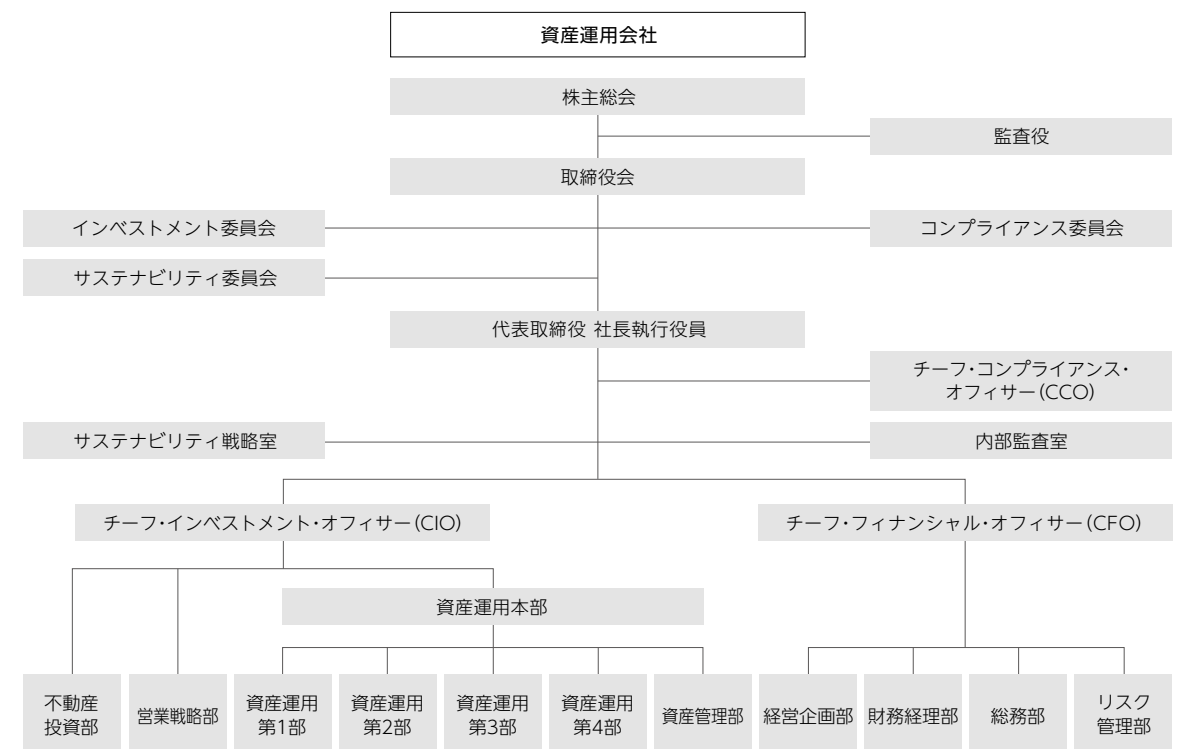 資産運用会社
株主総会
監査役
取締役会
インベストメント委員会
コンプライアンス委員会
サステナビリティ委員会
代表取締役 社長執行役員
チーフ・コンプライアンス・
オフィサー(CCO)
サステナビリティ戦略室
内部監査室
チーフ・インベストメント・オフィサー(CIO)
チーフ・フィナンシャル・オフィサー(CFO)
資産運用本部
不動産
投資部
営業戦略部
資産運用
第1部
資産運用
第2部
資産運用
第3部
資産運用
第4部
資産管理部
経営企画部
財務経理部
総務部
リスク
管理部